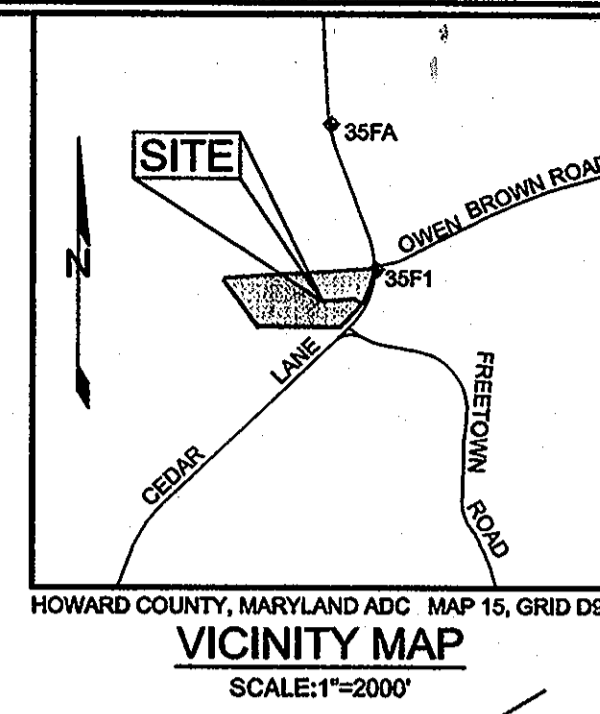 35FA
SITE
OWEN BROWN ROAD
N
35F1
CEDAR LANE
FREETOWN ROAD
HOWARD COUNTY, MARYLAND ADC MAP 15, GRID D9
VICINITY MAP
SCALE:1"=2000'